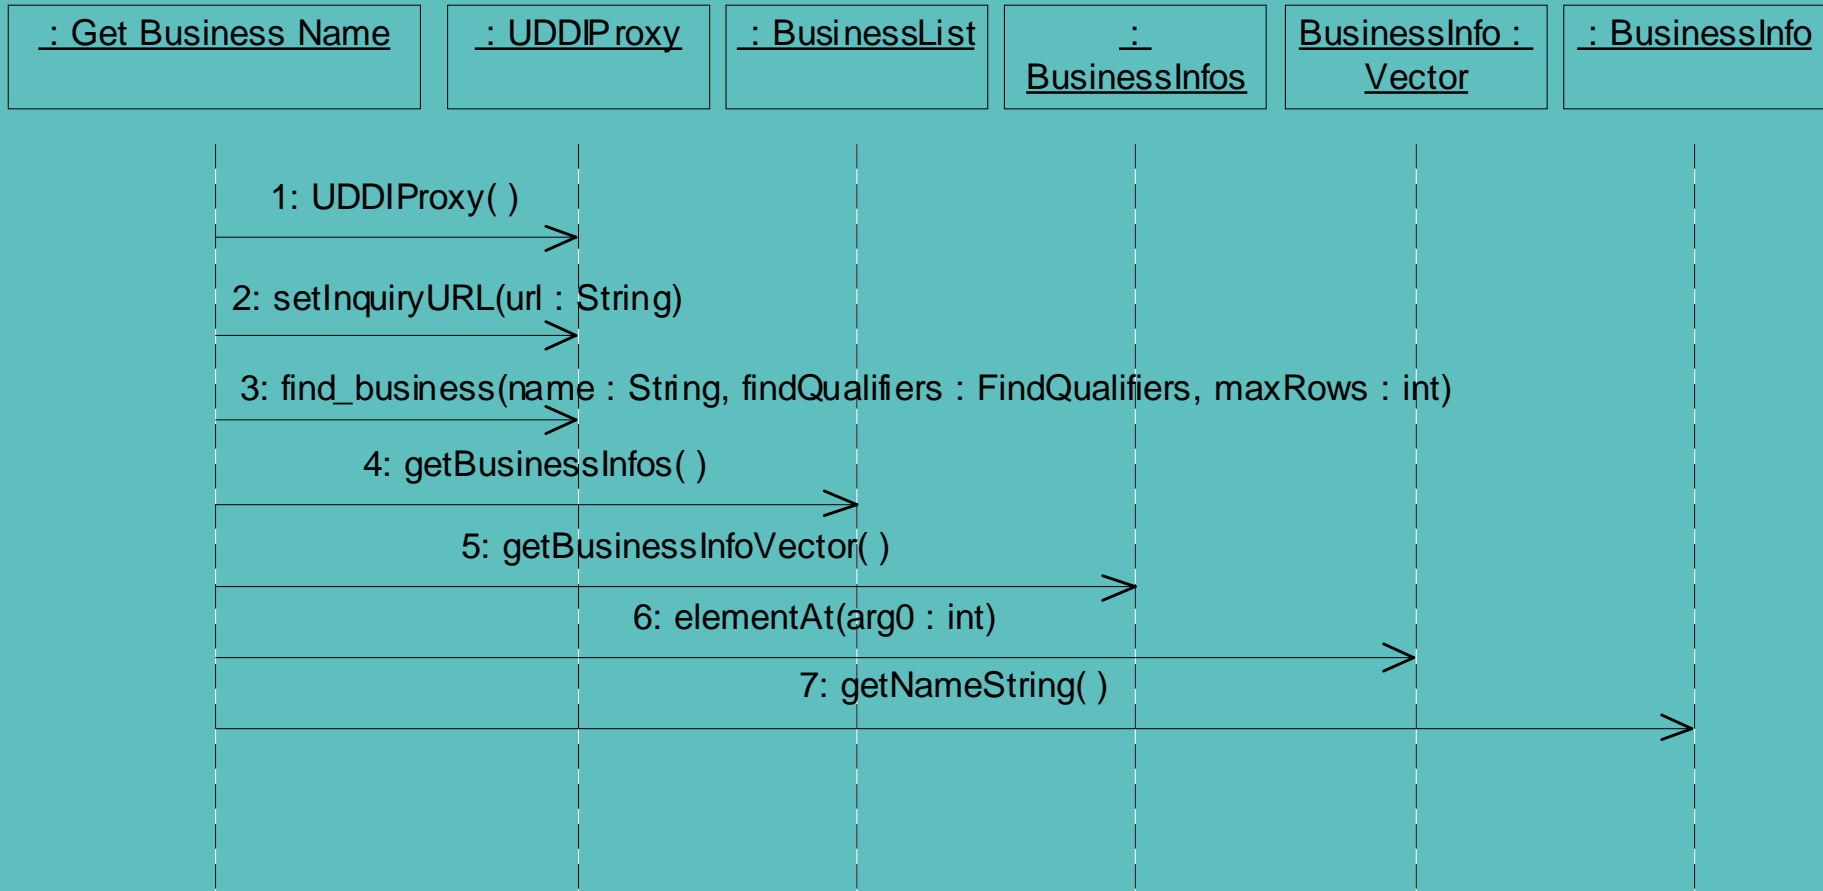 : Get Business Name
: UDDIProxy
: BusinessList
:
BusinessInfos
BusinessInfo :
Vector
: BusinessInfo
1: UDDIProxy( )
2: setInquiryURL(url : String)
3: find_business(name : String, findQualifiers : FindQualifiers, maxRows : int)
4: getBusinessInfos( )
5: getBusinessInfoVector( )
6: elementAt(arg0 : int)
7: getNameString( )